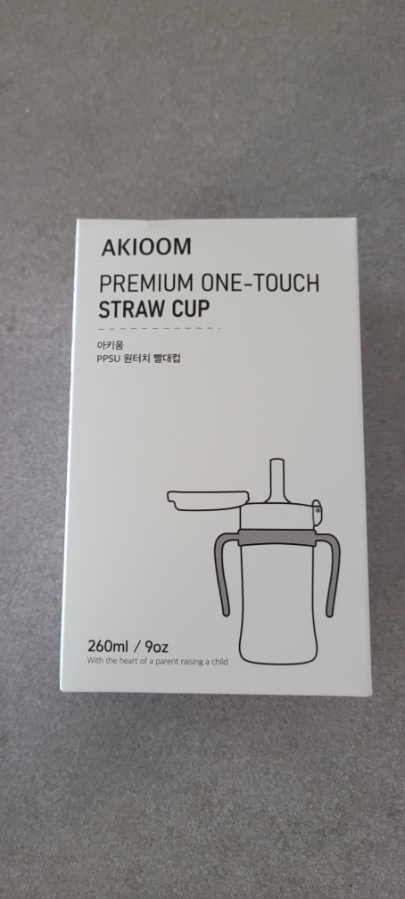 AKIOOM
PREMIUM ONE-TOUCH
STRAW CUP
아키움
PPSU 원터치 빨대컵
260ml / 9oz
With the heart of a parent raising a child